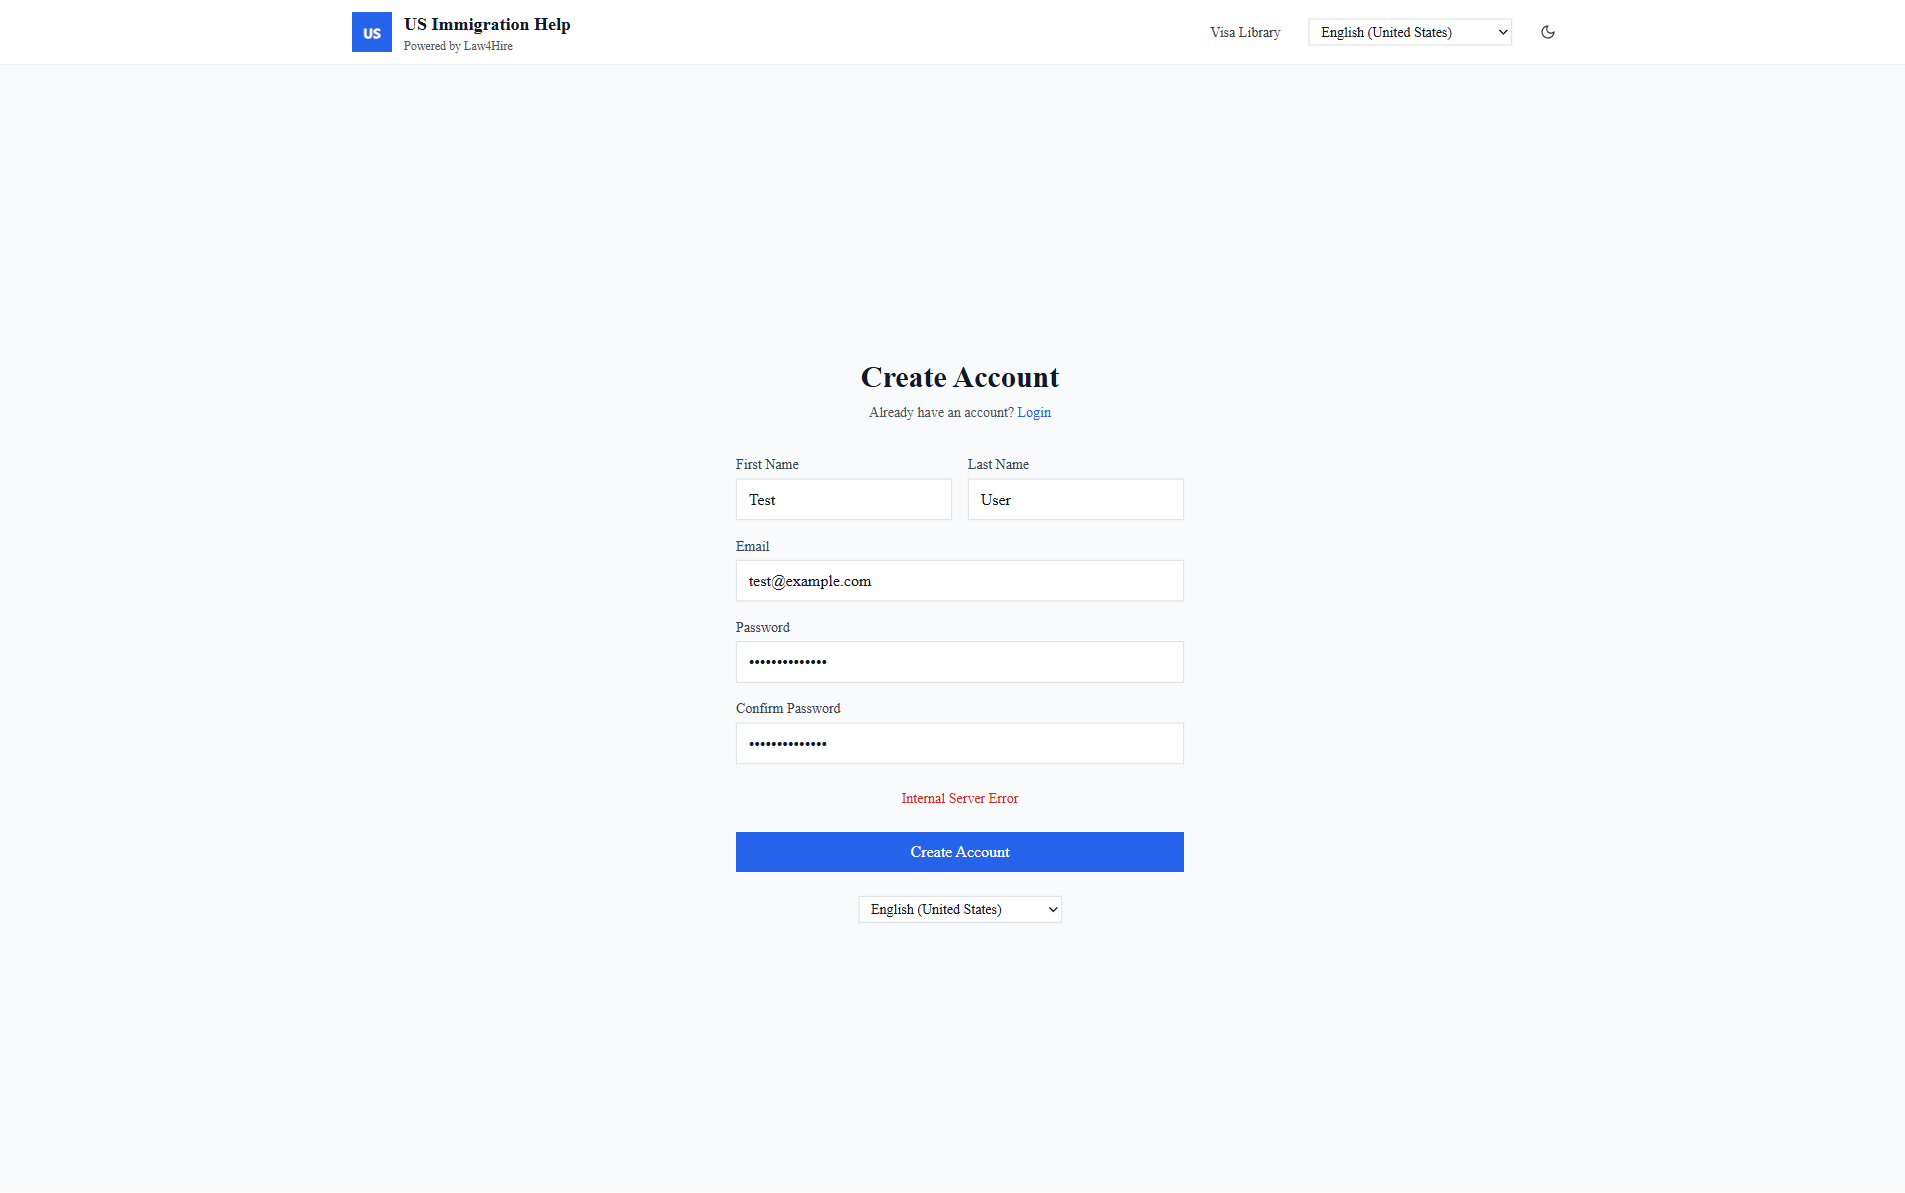 US
US Immigration Help
Powered by Law4Hire
Visa Library
English (United States)
Create Account
Already have an account? Login
First Name
Last Name
Test
User
Email
test@example.com
Password
••••••••••••••
Confirm Password
••••••••••••••
Internal Server Error
Create Account
English (United States)